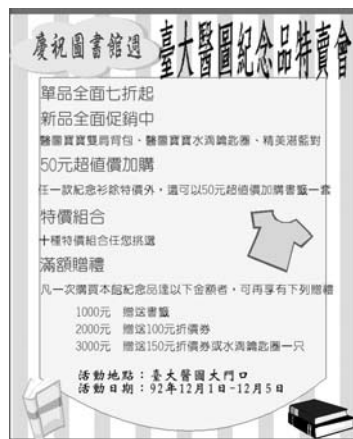 慶祝圖書館週
臺大醫圖紀念品特賣會
單品全面七折起
新品全面促銷中
醫圖寶寶雙肩背包、醫圖寶寶水滴鑰匙圈、精美湛藍對
50元超值價加購
任一款紀念衫除特價外，還可以50元超值價加購書籤一套
特價組合
十種特價組合任您挑選
滿額贈禮
凡一次購買本館紀念品達以下金額者，可再享有下列贈禮
1000元 贈送書籤
2000元 贈送100元折價券
3000元 贈送150元折價券或水滴鑰匙圈一只
活動地點：臺大醫圖大門口
活動日期：92年12月1日-12月5日